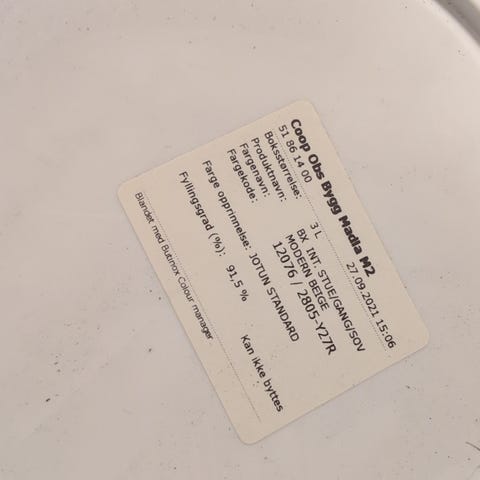 Coop Obs Bygg Madla M2
51 86 14 00 27.09.2021 15:06
Boksstørrelse: 3 L
Produktnavn: BX INT. STUE/GANG/SOV
Fargenavn: MODERN BEIGE
Fargekode: 12076 / 2805-Y27R
Farge opprinnelse: JOTUN STANDARD
Fyllingsgrad (%): 91,5 %
Kan ikke byttes
Blandet med Butinox Colour manager